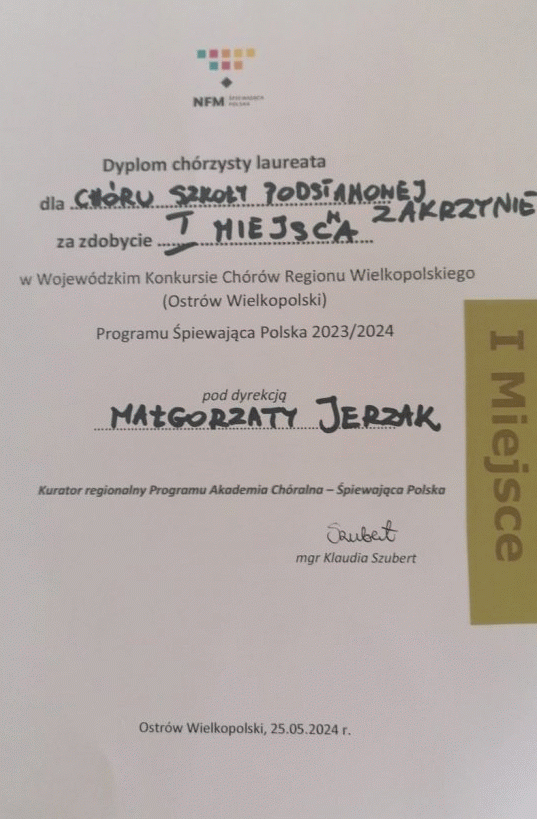 NFM ŚPIEWAJĄCA
POLSKA
Dyplom chórzysty laureata
dla CHÓRU SZKOŁY PODSTAWOWEJ
W ZAKRZYNIE
za zdobycie I MIEJSCA
w Wojewódzkim Konkursie Chórów Regionu Wielkopolskiego
(Ostrów Wielkopolski)
Programu Śpiewająca Polska 2023/2024
pod dyrekcją
MAŁGORZATY JERZAK
Kurator regionalny Programu Akademia Chóralna – Śpiewająca Polska
Szubert
mgr Klaudia Szubert
Ostrów Wielkopolski, 25.05.2024 r.
I Miejsce